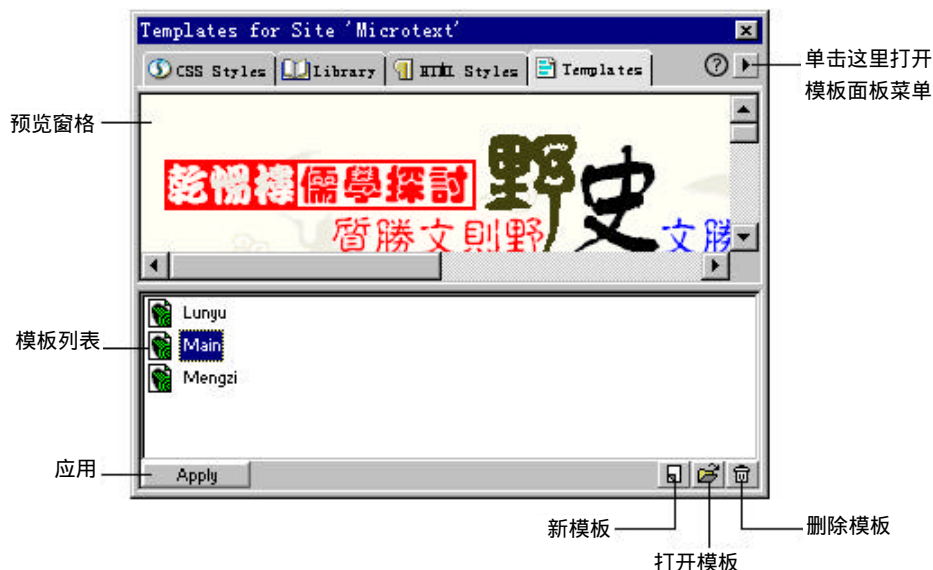 Templates for Site 'Microtext'
CSS Styles Library HTML Styles Templates
单击这里打开
模板面板菜单
预览窗格
乾惕樓儒學探討
野史
質勝文則野 文勝
模板列表
Lunyu
Main
Mengzi
应用
Apply
新模板
删除模板
打开模板